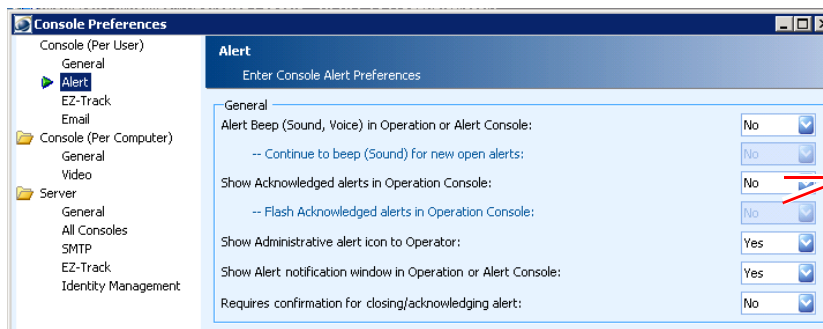 Console Preferences
Console (Per User)
General
Alert
EZ-Track
Email
Console (Per Computer)
General
Video
Server
General
All Consoles
SMTP
EZ-Track
Identity Management
Alert
Enter Console Alert Preferences
General
Alert Beep (Sound, Voice) in Operation or Alert Console: No
-- Continue to beep (Sound) for new open alerts: No
Show Acknowledged alerts in Operation Console: No
-- Flash Acknowledged alerts in Operation Console: No
Show Administrative alert icon to Operator: Yes
Show Alert notification window in Operation or Alert Console: Yes
Requires confirmation for closing/acknowledging alert: No